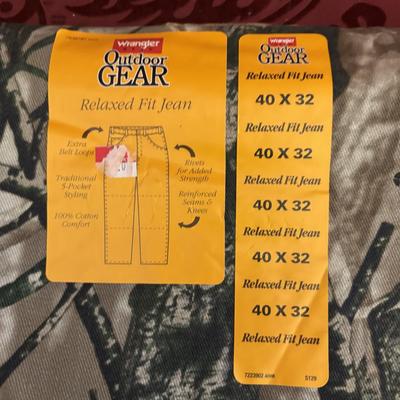 Wrangler
Outdoor
GEAR
Relaxed Fit Jean
Extra
Belt Loops
Traditional
5-Pocket
Styling
100% Cotton
Comfort
Rivets
for Added
Strength
Reinforced
Seams &
Knees
Wrangler
Outdoor
GEAR
Relaxed Fit Jean
40 X 32
Relaxed Fit Jean
40 X 32
Relaxed Fit Jean
40 X 32
Relaxed Fit Jean
40 X 32
Relaxed Fit Jean
40 X 32
Relaxed Fit Jean
S129